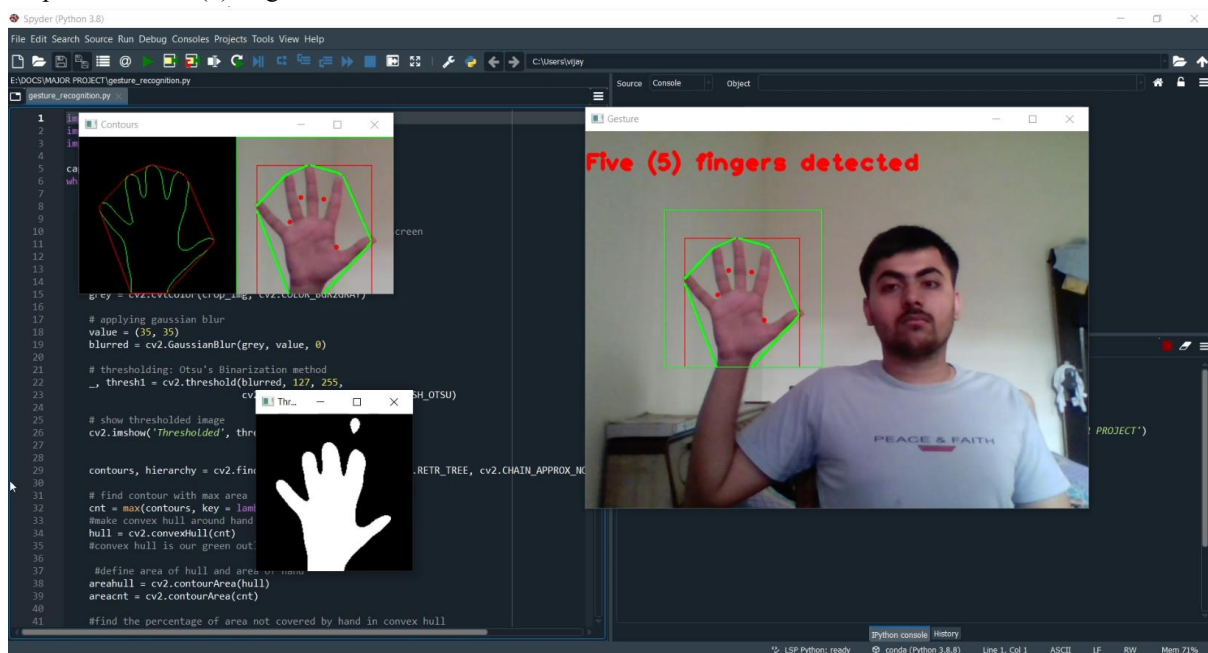 Spyder (Python 3.8)
File Edit Search Source Run Debug Consoles Projects Tools View Help
C:\Users\vijay
E:\DOCS\MAJOR PROJECT\gesture_recognition.py
gesture_recognition.py
Source Console Object
Contours
Gesture
Five (5) fingers detected
PEACE & FAITH
1 im
2 im
3 im
4
5 ca
6 wh
7
8
9
10 creen
11
12
13
14
15 grey = cv2.cvtColor(crop_img, cv2.COLOR_BGR2GRAY)
16
17 # applying gaussian blur
18 value = (35, 35)
19 blurred = cv2.GaussianBlur(grey, value, 0)
20
21 # thresholding: Otsu's Binarization method
22 _, thresh1 = cv2.threshold(blurred, 127, 255,
23 cv SH_OTSU)
24
25 # show thresholded image
26 cv2.imshow('Thresholded', thre
27
28
29 contours, hierarchy = cv2.fin .RETR_TREE, cv2.CHAIN_APPROX_NO
30
31 # find contour with max area
32 cnt = max(contours, key = lam
33 #make convex hull around hand
34 hull = cv2.convexHull(cnt)
35 #convex hull is our green out
36
37 #define area of hull and area of hand
38 areahull = cv2.contourArea(hull)
39 areacnt = cv2.contourArea(cnt)
40
41 #find the percentage of area not covered by hand in convex hull
Thr...
PROJECT')
IPython console History
LSP Python: ready conda (Python 3.8.8) Line 1, Col 1 ASCII LF RW Mem 71%